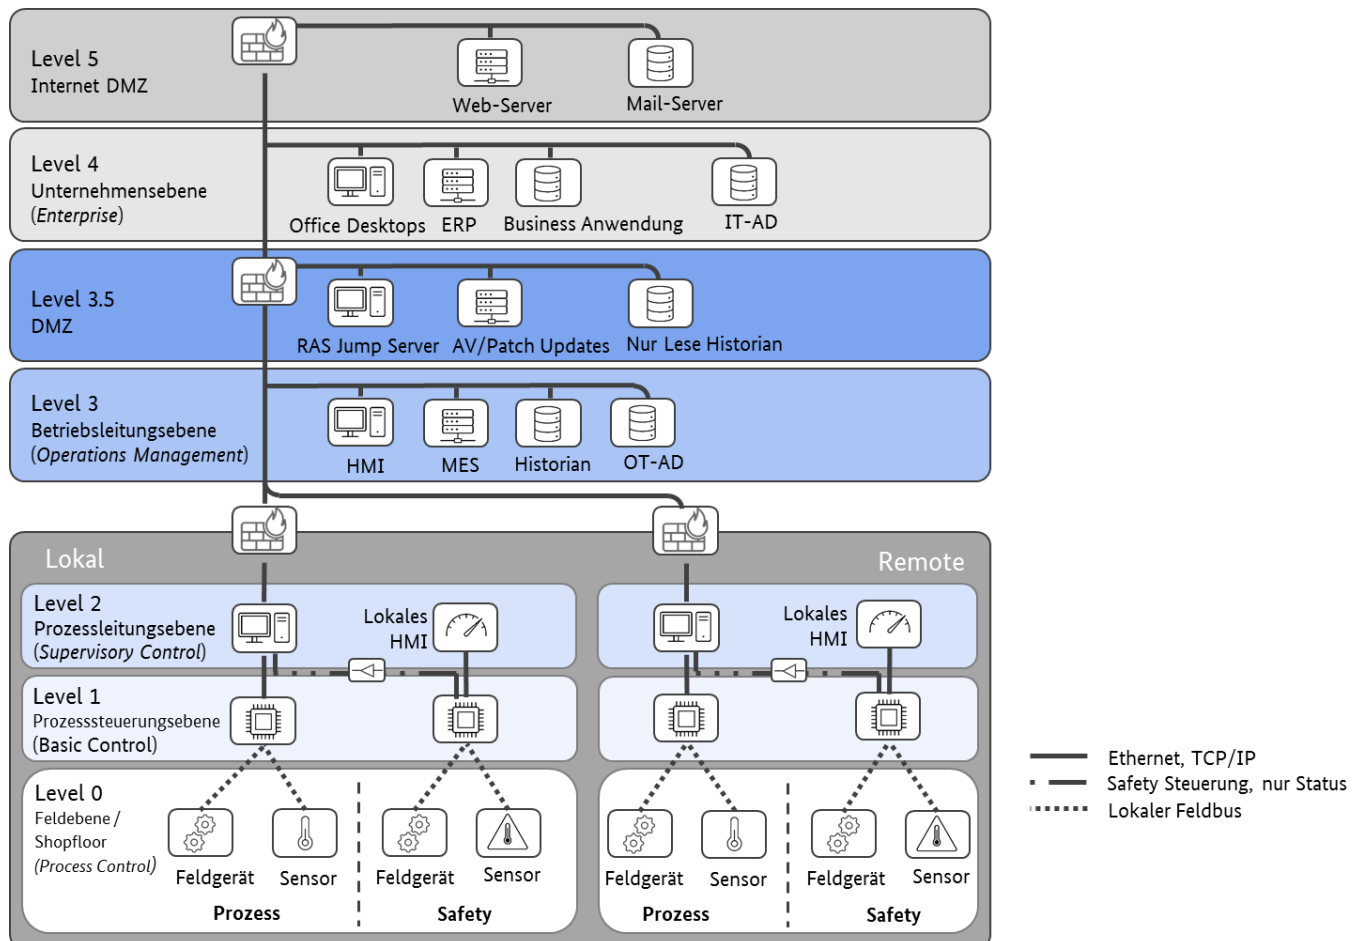 Level 5
Internet DMZ
Web-Server
Mail-Server
Level 4
Unternehmensebene
(Enterprise)
Office Desktops
ERP
Business Anwendung
IT-AD
Level 3.5
DMZ
RAS Jump Server
AV/Patch Updates
Nur Lese Historian
Level 3
Betriebsleitungsebene
(Operations Management)
HMI
MES
Historian
OT-AD
Lokal
Remote
Level 2
Prozessleitungsebene
(Supervisory Control)
Lokales
HMI
Lokales
HMI
Level 1
Prozesssteuerungsebene
(Basic Control)
Level 0
Feldebene /
Shopfloor
(Process Control)
Feldgerät
Sensor
Feldgerät
Sensor
Prozess
Safety
Feldgerät
Sensor
Feldgerät
Sensor
Prozess
Safety
Ethernet, TCP/IP
Safety Steuerung, nur Status
Lokaler Feldbus